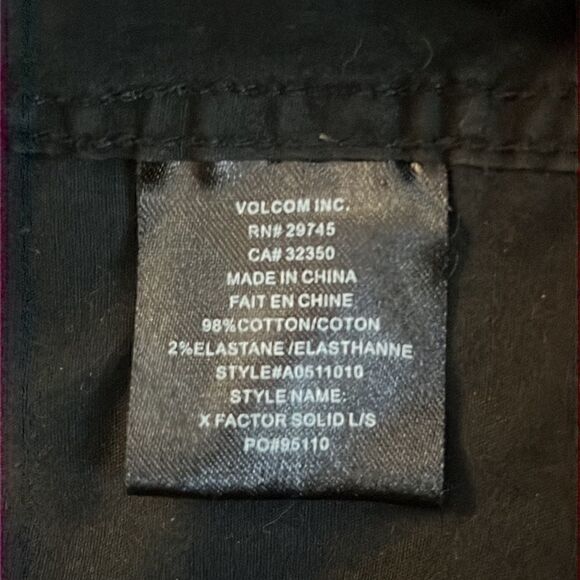 VOLCOM INC.
RN# 29745
CA# 32350
MADE IN CHINA
FAIT EN CHINE
98%COTTON/COTON
2%ELASTANE/ELASTHANNE
STYLE#A0511010
STYLE NAME:
X FACTOR SOLID L/S
PO#95110